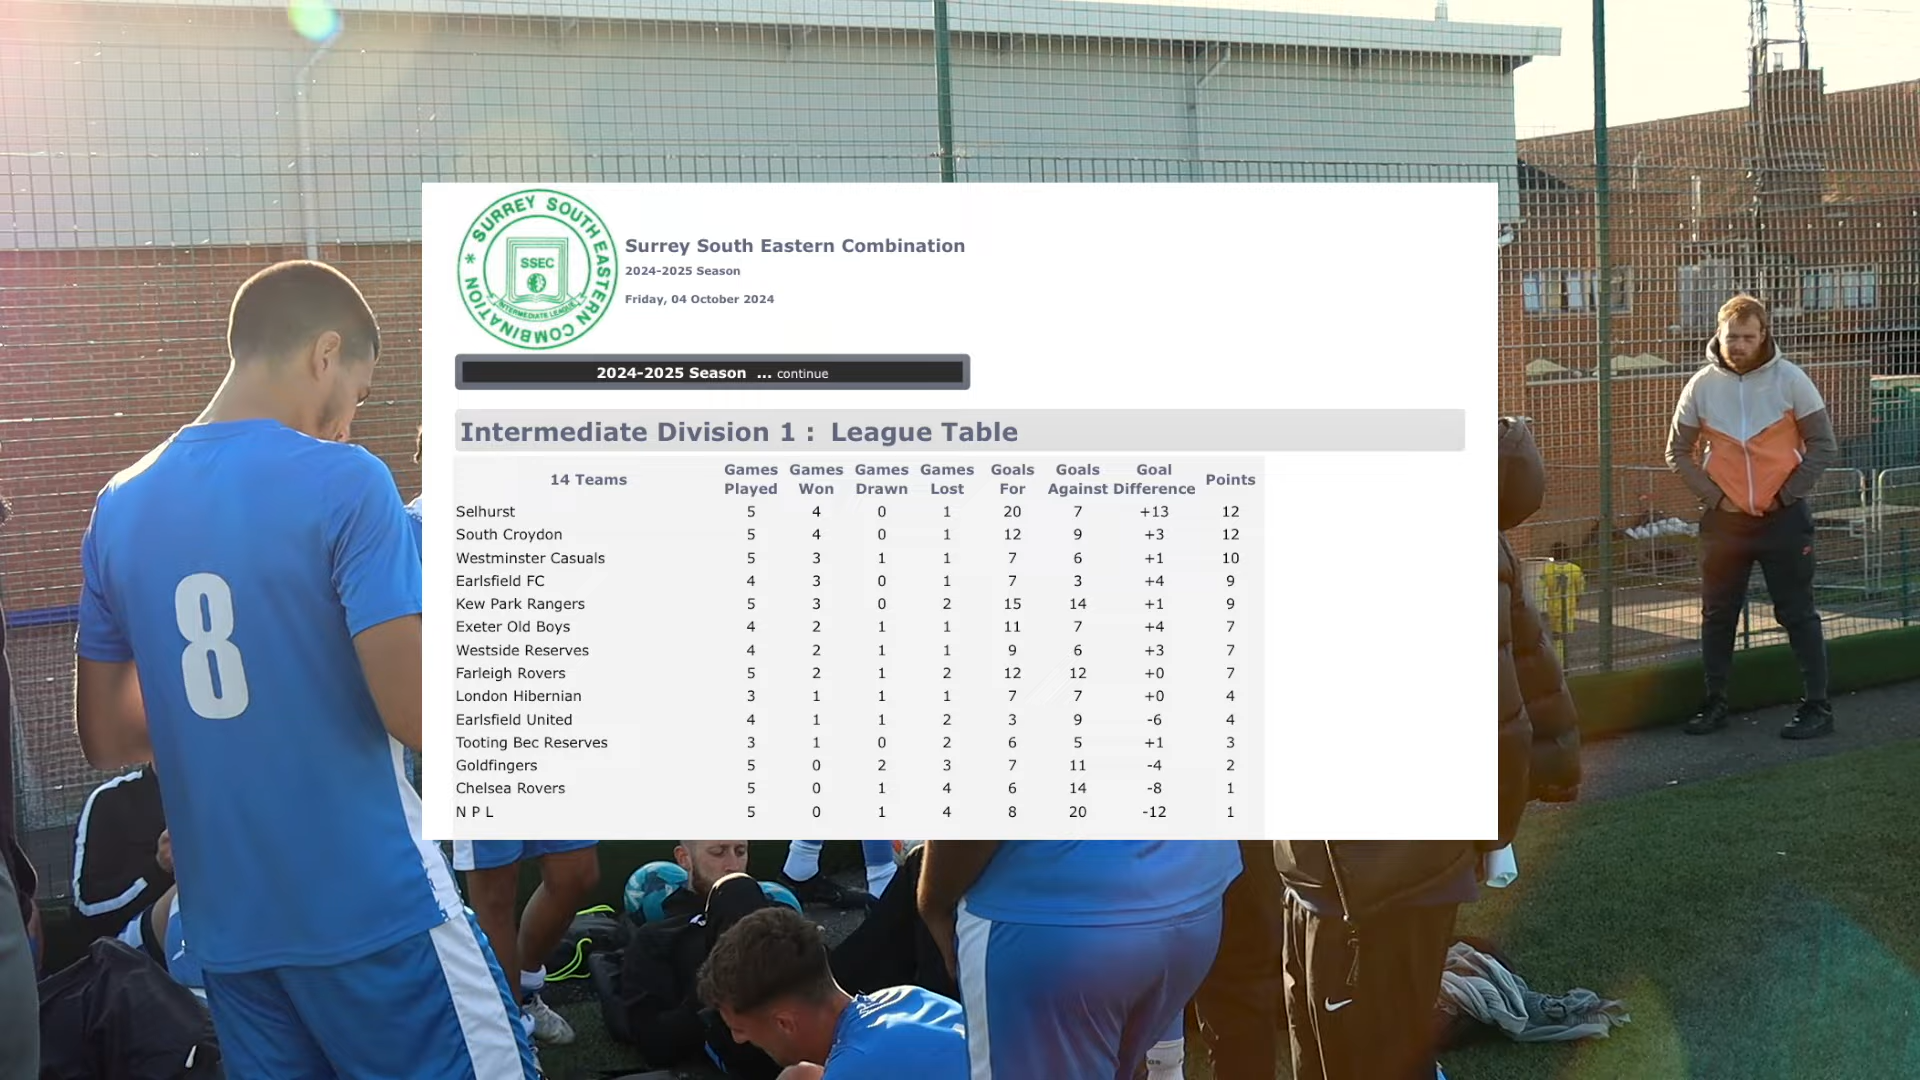 SURREY SOUTH EASTERN COMBINATION *
SSEC
INTERMEDIATE LEAGUE
Surrey South Eastern Combination
2024-2025 Season
Friday, 04 October 2024
2024-2025 Season ... continue
Intermediate Division 1 : League Table
14 Teams Games Played Games Won Games Drawn Games Lost Goals For Goals Against Goal Difference Points
Selhurst 5 4 0 1 20 7 +13 12
South Croydon 5 4 0 1 12 9 +3 12
Westminster Casuals 5 3 1 1 7 6 +1 10
Earlsfield FC 4 3 0 1 7 3 +4 9
Kew Park Rangers 5 3 0 2 15 14 +1 9
Exeter Old Boys 4 2 1 1 11 7 +4 7
Westside Reserves 4 2 1 1 9 6 +3 7
Farleigh Rovers 5 2 1 2 12 12 +0 7
London Hibernian 3 1 1 1 7 7 +0 4
Earlsfield United 4 1 1 2 3 9 -6 4
Tooting Bec Reserves 3 1 0 2 6 5 +1 3
Goldfingers 5 0 2 3 7 11 -4 2
Chelsea Rovers 5 0 1 4 6 14 -8 1
N P L 5 0 1 4 8 20 -12 1
8